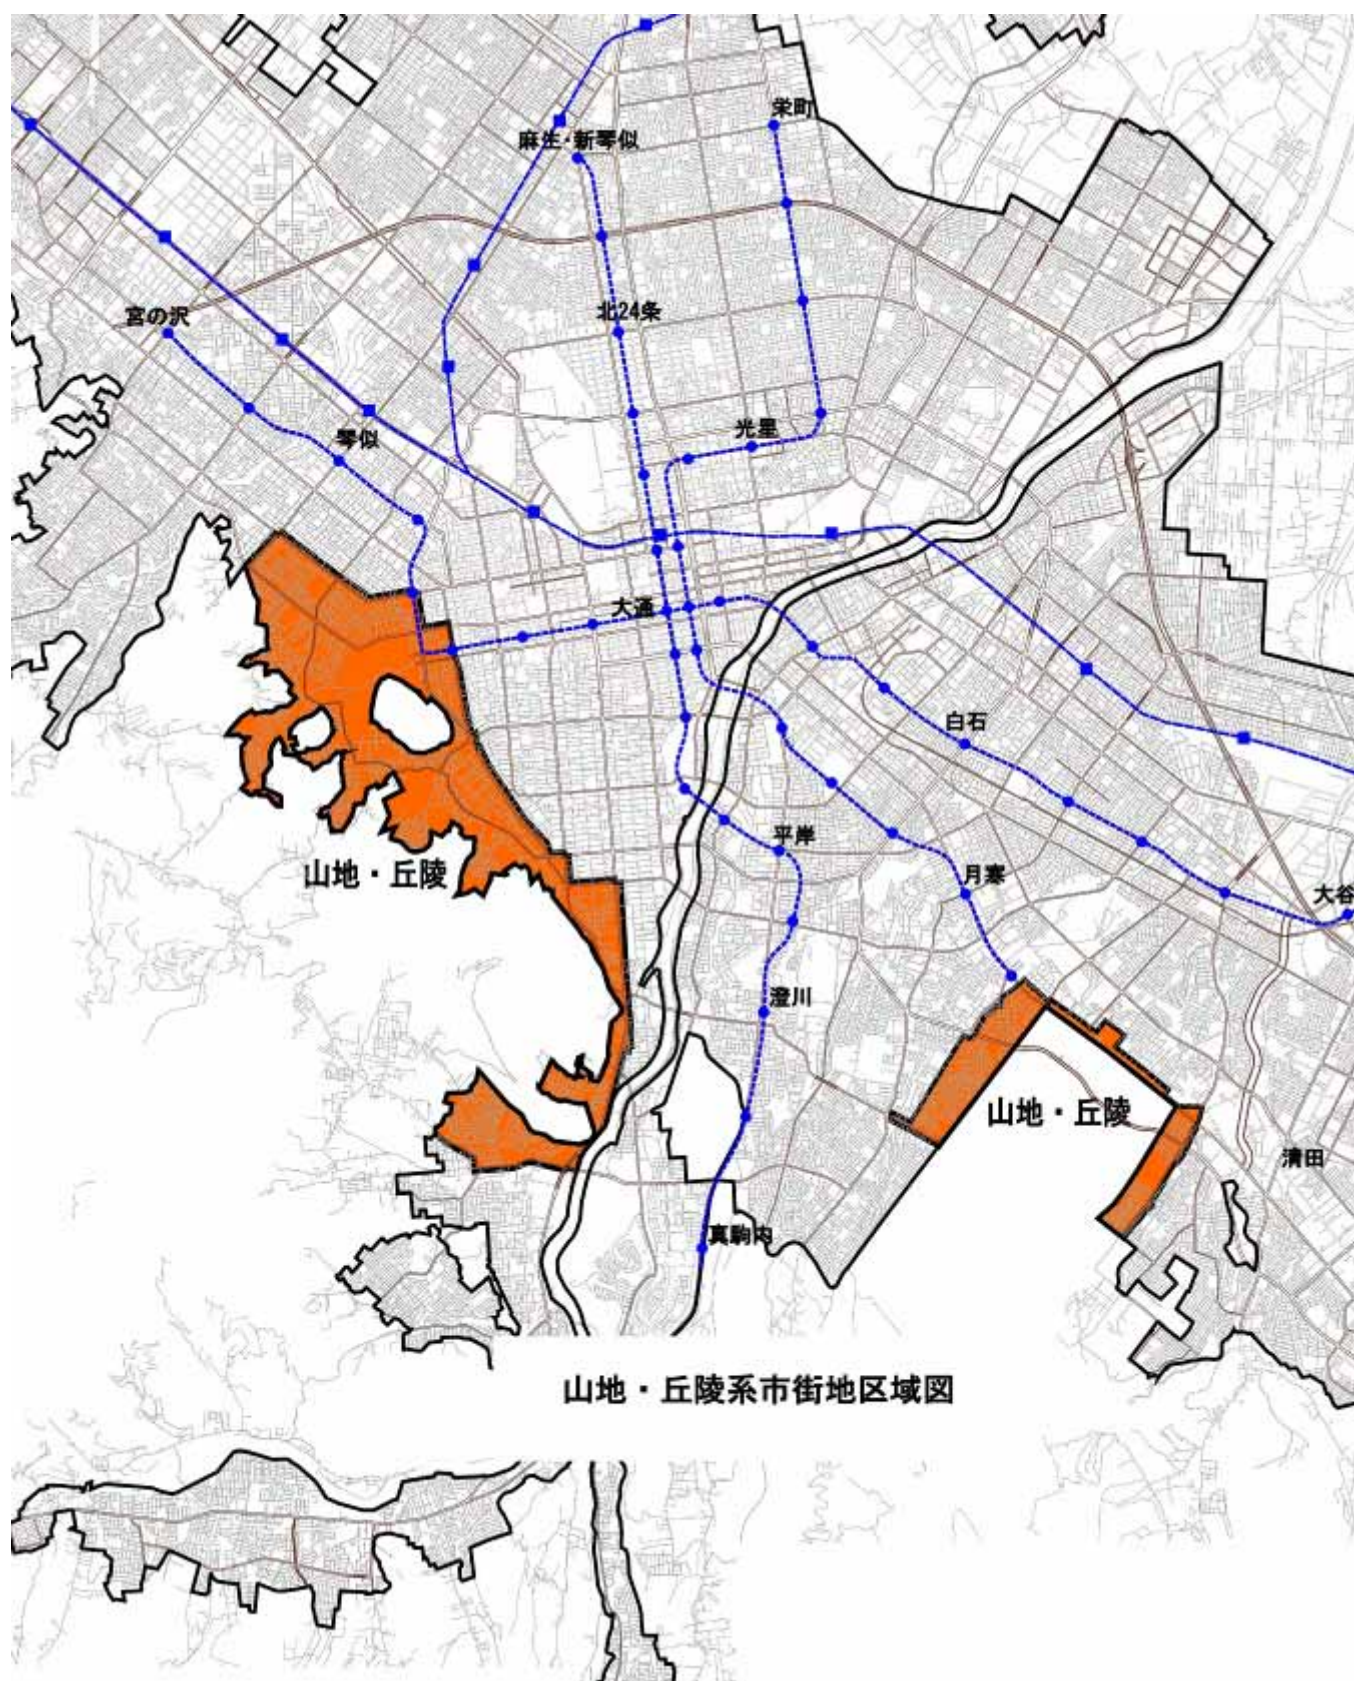 栄町
麻生・新琴似
北24条
宮の沢
光星
琴似
大通
白石
平岸
山地・丘陵
月寒
大谷
澄川
山地・丘陵
清田
真駒内
山地・丘陵系市街地区域図